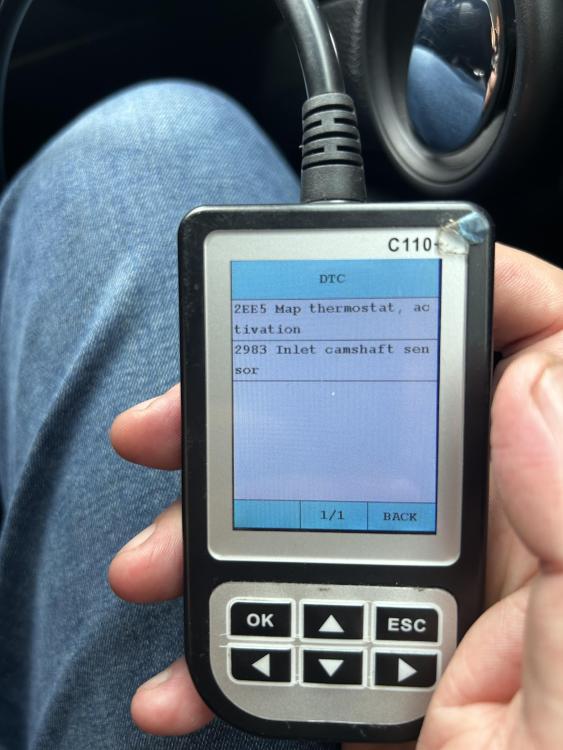 C110+
DTC
2EE5 Map thermostat, ac
tivation
2983 Inlet camshaft sen
sor
1/1 BACK
OK ESC